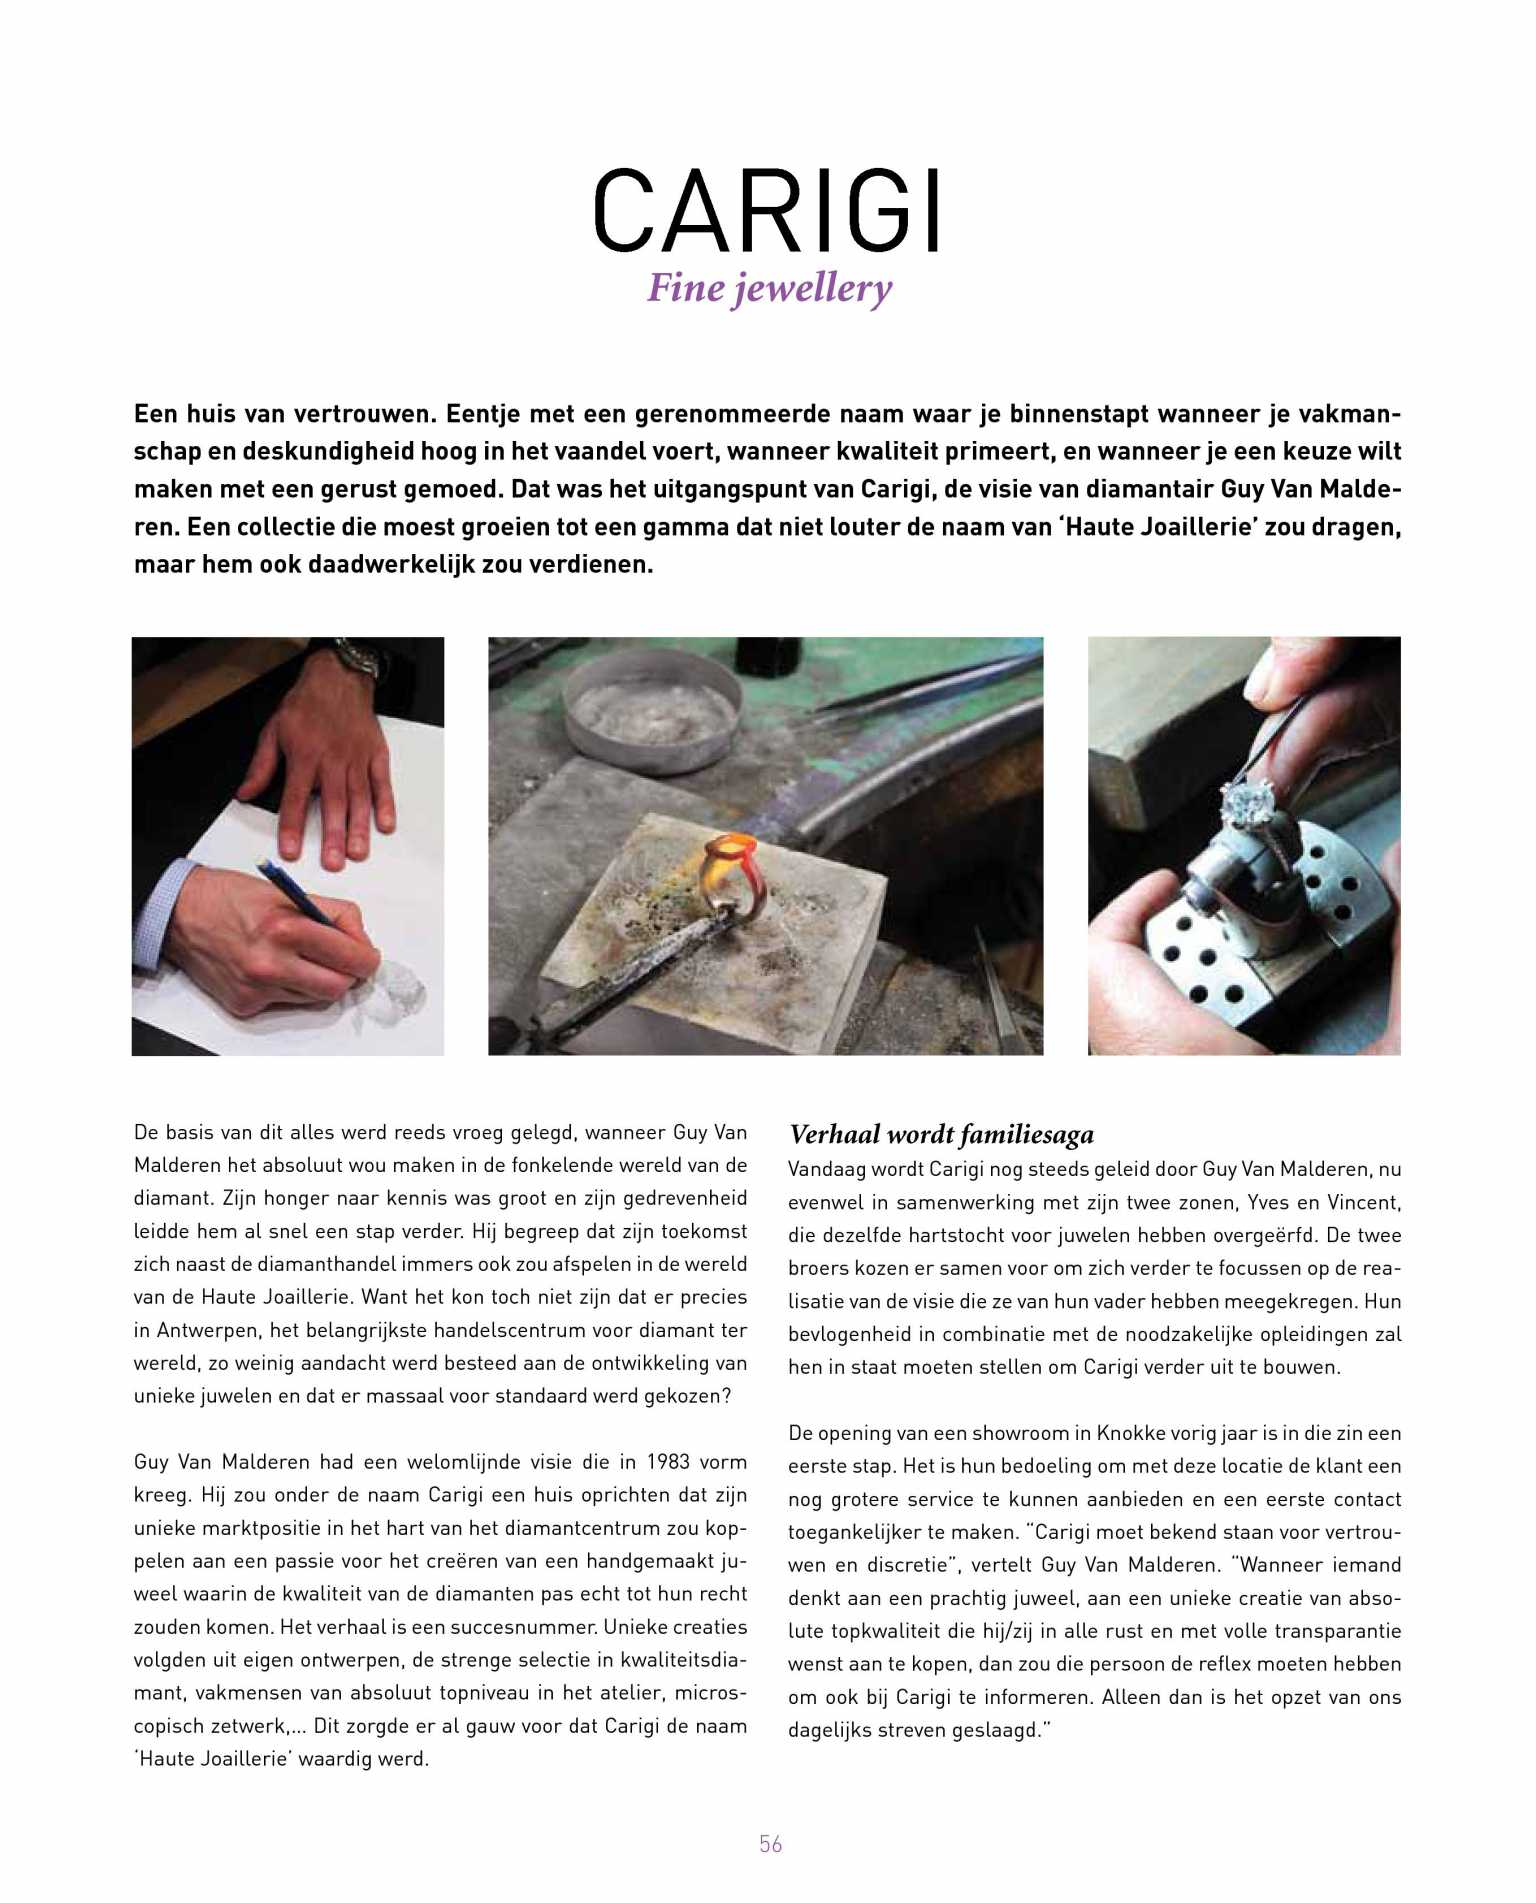 CARIGI
Fine jewellery
Een huis van vertrouwen. Eentje met een gerenommeerde naam waar je binnenstapt wanneer je vakman-
schap en deskundigheid hoog in het vaandel voert, wanneer kwaliteit primeert, en wanneer je een keuze wilt
maken met een gerust gemoed. Dat was het uitgangspunt van Carigi, de visie van diamantair Guy Van Malde-
ren. Een collectie die moest groeien tot een gamma dat niet louter de naam van ‘Haute Joaillerie’ zou dragen,
maar hem ook daadwerkelijk zou verdienen.
De basis van dit alles werd reeds vroeg gelegd, wanneer Guy Van
Malderen het absoluut wou maken in de fonkelende wereld van de
diamant. Zijn honger naar kennis was groot en zijn gedrevenheid
leidde hem al snel een stap verder. Hij begreep dat zijn toekomst
zich naast de diamanthandel immers ook zou afspelen in de wereld
van de Haute Joaillerie. Want het kon toch niet zijn dat er precies
in Antwerpen, het belangrijkste handelscentrum voor diamant ter
wereld, zo weinig aandacht werd besteed aan de ontwikkeling van
unieke juwelen en dat er massaal voor standaard werd gekozen?
Guy Van Malderen had een welomlijnde visie die in 1983 vorm
kreeg. Hij zou onder de naam Carigi een huis oprichten dat zijn
unieke marktpositie in het hart van het diamantcentrum zou kop-
pelen aan een passie voor het creëren van een handgemaakt ju-
weel waarin de kwaliteit van de diamanten pas echt tot hun recht
zouden komen. Het verhaal is een succesnummer. Unieke creaties
volgden uit eigen ontwerpen, de strenge selectie in kwaliteitsdia-
mant, vakmensen van absoluut topniveau in het atelier, micros-
copisch zetwerk,... Dit zorgde er al gauw voor dat Carigi de naam
‘Haute Joaillerie’ waardig werd.
Verhaal wordt familiesaga
Vandaag wordt Carigi nog steeds geleid door Guy Van Malderen, nu
evenwel in samenwerking met zijn twee zonen, Yves en Vincent,
die dezelfde hartstocht voor juwelen hebben overgeërfd. De twee
broers kozen er samen voor om zich verder te focussen op de rea-
lisatie van de visie die ze van hun vader hebben meegekregen. Hun
bevlogenheid in combinatie met de noodzakelijke opleidingen zal
hen in staat moeten stellen om Carigi verder uit te bouwen.
De opening van een showroom in Knokke vorig jaar is in die zin een
eerste stap. Het is hun bedoeling om met deze locatie de klant een
nog grotere service te kunnen aanbieden en een eerste contact
toegankelijker te maken. “Carigi moet bekend staan voor vertrou-
wen en discretie”, vertelt Guy Van Malderen. “Wanneer iemand
denkt aan een prachtig juweel, aan een unieke creatie van abso-
lute topkwaliteit die hij/zij in alle rust en met volle transparantie
wenst aan te kopen, dan zou die persoon de reflex moeten hebben
om ook bij Carigi te informeren. Alleen dan is het opzet van ons
dagelijks streven geslaagd.”
56